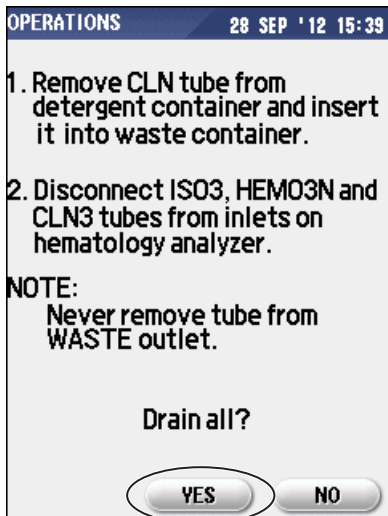 OPERATIONS 28 SEP '12 15:39
1. Remove CLN tube from
detergent container and insert
it into waste container.
2. Disconnect ISO3, HEMO3N and
CLN3 tubes from inlets on
hematology analyzer.
NOTE:
Never remove tube from
WASTE outlet.
Drain all?
YES NO